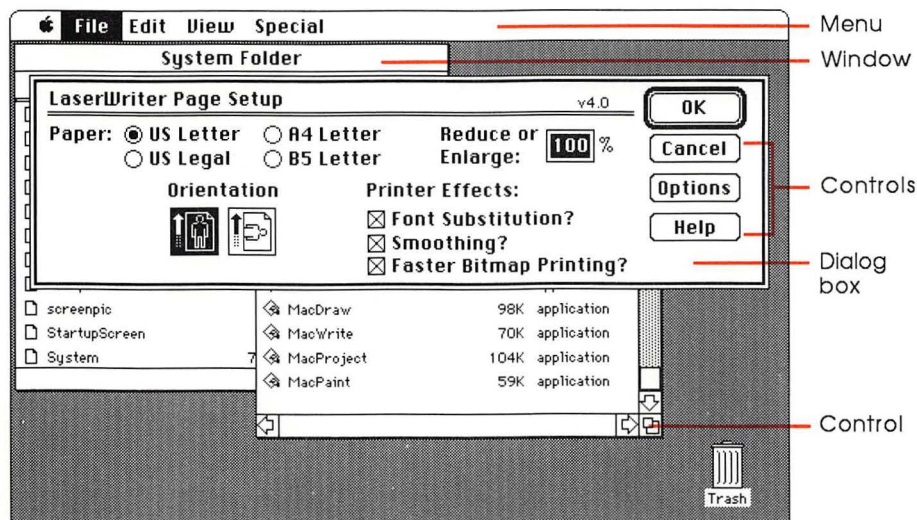 File Edit View Special
Menu
System Folder
Window
LaserWriter Page Setup v4.0 OK
Paper: US Letter A4 Letter Reduce or 100 %
US Legal B5 Letter Enlarge:
Cancel
Orientation Printer Effects: Options
Controls
Font Substitution? Help
Smoothing?
Faster Bitmap Printing?
Dialog
box
screenpic MacDraw 98K application
StartupScreen MacWrite 70K application
System 7 MacProject 104K application
MacPaint 59K application
Control
Trash